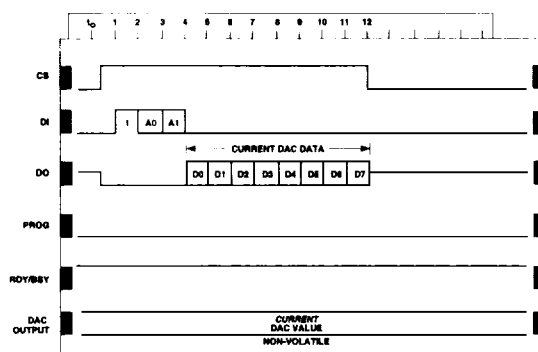 to 1 2 3 4 5 6 7 8 9 10 11 12
CS
DI 1 A0 A1
CURRENT DAC DATA
DO D0 D1 D2 D3 D4 D5 D6 D7
PROG
RDY/BSY
DAC OUTPUT
CURRENT
DAC VALUE
NON-VOLATILE